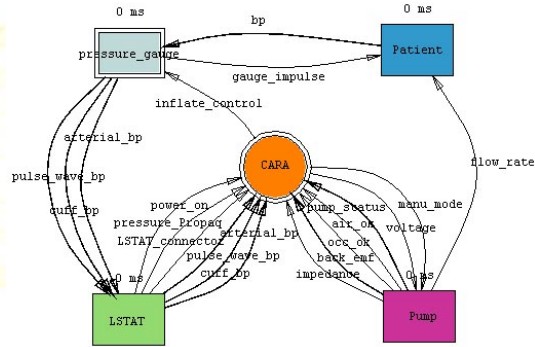 0 ms
0 ms
bp
pressure_gauge
Patient
gauge_impulse
inflate_control
arterial_bp
CARA
flow_rate
pulse_wave_bp
power_on
pump_status
manu_mode
cuff_bp
pressure_Propaq
air_ok
voltage
arterial_bp
LSTAT_connector
occ_ok
pulse_wave_bp
back_emf
0 ms
cuff_bp
impedance
0 ms
LSTAT
Pump